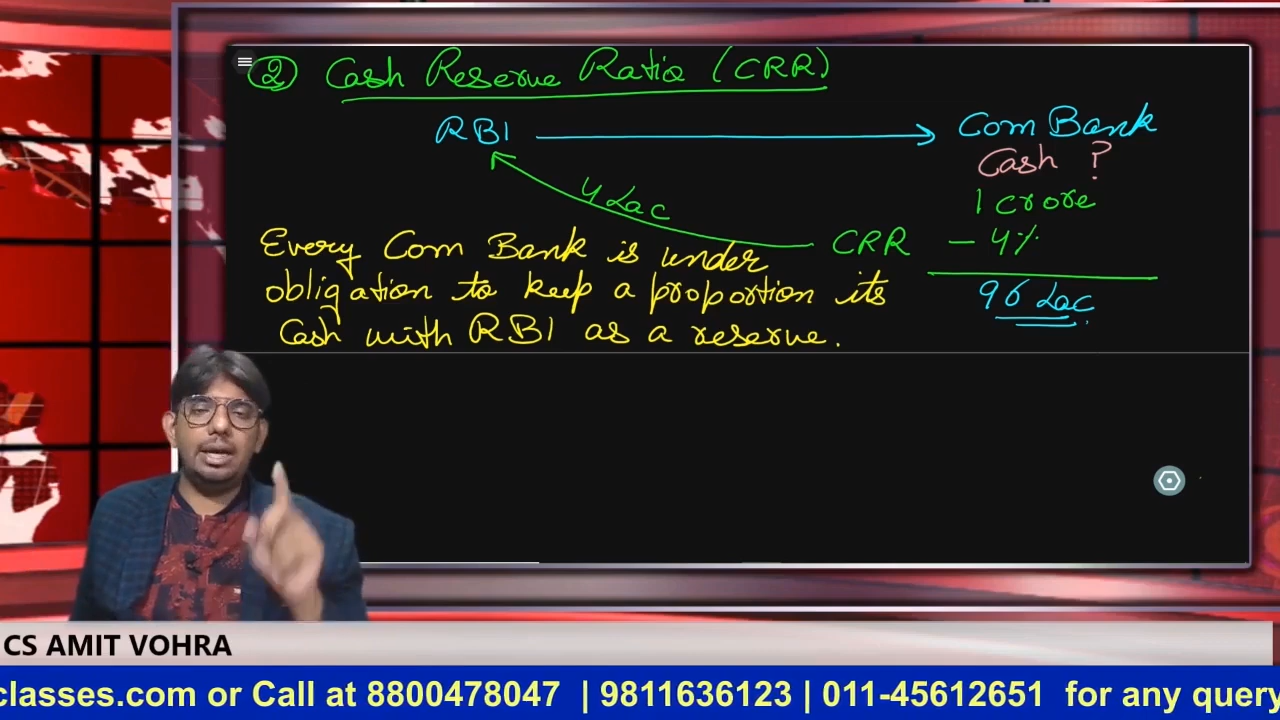 ② Cash Reserve Ratio (CRR)
RBI
Com Bank
Cash ?
1 crore
4 Lac
CRR - 4%
96 Lac
Every Com Bank is under
obligation to keep a proportion its
Cash with RBI as a reserve.
CS AMIT VOHRA
classes.com or Call at 8800478047 | 9811636123 | 011-45612651 for any query